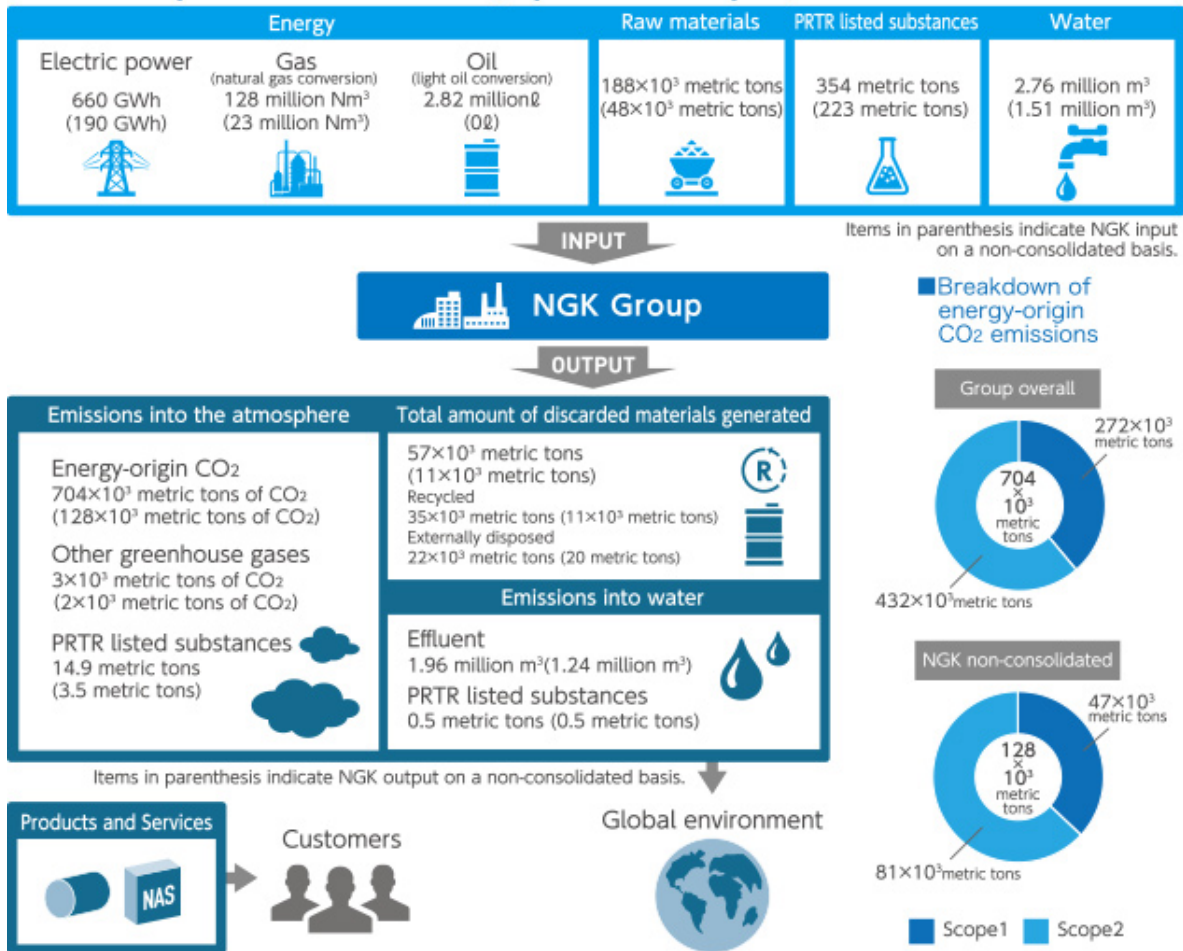 Energy
Raw materials
PRTR listed substances
Water
Electric power
660 GWh
(190 GWh)
Gas
(natural gas conversion)
128 million Nm³
(23 million Nm³)
Oil
(light oil conversion)
2.82 millionℓ
(0ℓ)
188×10³ metric tons
(48×10³ metric tons)
354 metric tons
(223 metric tons)
2.76 million m³
(1.51 million m³)
Items in parenthesis indicate NGK input
on a non-consolidated basis.
INPUT
NGK Group
OUTPUT
Emissions into the atmosphere
Energy-origin CO₂
704×10³ metric tons of CO₂
(128×10³ metric tons of CO₂)
Other greenhouse gases
3×10³ metric tons of CO₂
(2×10³ metric tons of CO₂)
PRTR listed substances
14.9 metric tons
(3.5 metric tons)
Total amount of discarded materials generated
57×10³ metric tons
(11×10³ metric tons)
Recycled
35×10³ metric tons (11×10³ metric tons)
Externally disposed
22×10³ metric tons (20 metric tons)
R
Emissions into water
Effluent
1.96 million m³(1.24 million m³)
PRTR listed substances
0.5 metric tons (0.5 metric tons)
Items in parenthesis indicate NGK output on a non-consolidated basis.
Products and Services
NAS
Customers
Global environment
■Breakdown of
energy-origin
CO₂ emissions
Group overall
272×10³
metric tons
704
×
10³
metric
tons
432×10³metric tons
NGK non-consolidated
47×10³
metric tons
128
×
10³
metric
tons
81×10³metric tons
Scope1
Scope2